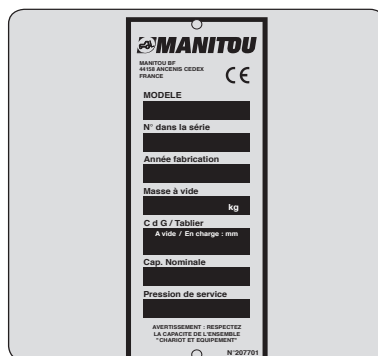 MANITOU
MANITOU BF
44158 ANCENIS CEDEX
FRANCE
CE
MODELE
N° dans la série
Année fabrication
Masse à vide
kg
C d G / Tablier
A vide / En charge : mm
Cap. Nominale
Pression de service
AVERTISSEMENT : RESPECTEZ
LA CAPACITE DE L'ENSEMBLE
"CHARIOT ET EQUIPEMENT"
N°207701